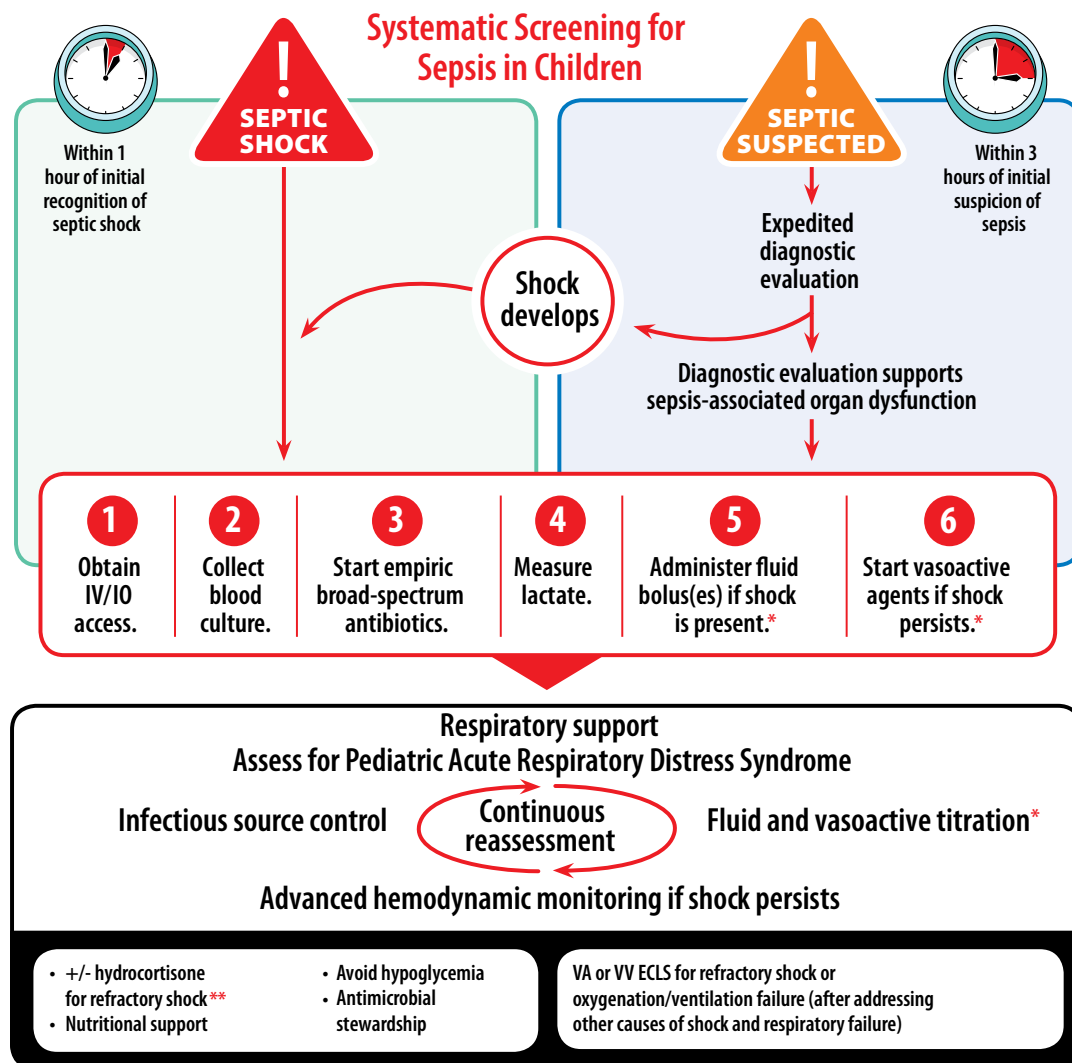 Systematic Screening for
Sepsis in Children
SEPTIC
SHOCK
SEPTIC
SUSPECTED
Within 1
hour of initial
recognition of
septic shock
Within 3
hours of initial
suspicion of
sepsis
Expedited
diagnostic
evaluation
Shock
develops
Diagnostic evaluation supports
sepsis-associated organ dysfunction
1
Obtain
IV/IO
access.
2
Collect
blood
culture.
3
Start empiric
broad-spectrum
antibiotics.
4
Measure
lactate.
5
Administer fluid
bolus(es) if shock
is present.*
6
Start vasoactive
agents if shock
persists.*
Respiratory support
Assess for Pediatric Acute Respiratory Distress Syndrome
Infectious source control
Continuous
reassessment
Fluid and vasoactive titration*
Advanced hemodynamic monitoring if shock persists
• +/- hydrocortisone
for refractory shock**
• Nutritional support
• Avoid hypoglycemia
• Antimicrobial
stewardship
VA or VV ECLS for refractory shock or
oxygenation/ventilation failure (after addressing
other causes of shock and respiratory failure)